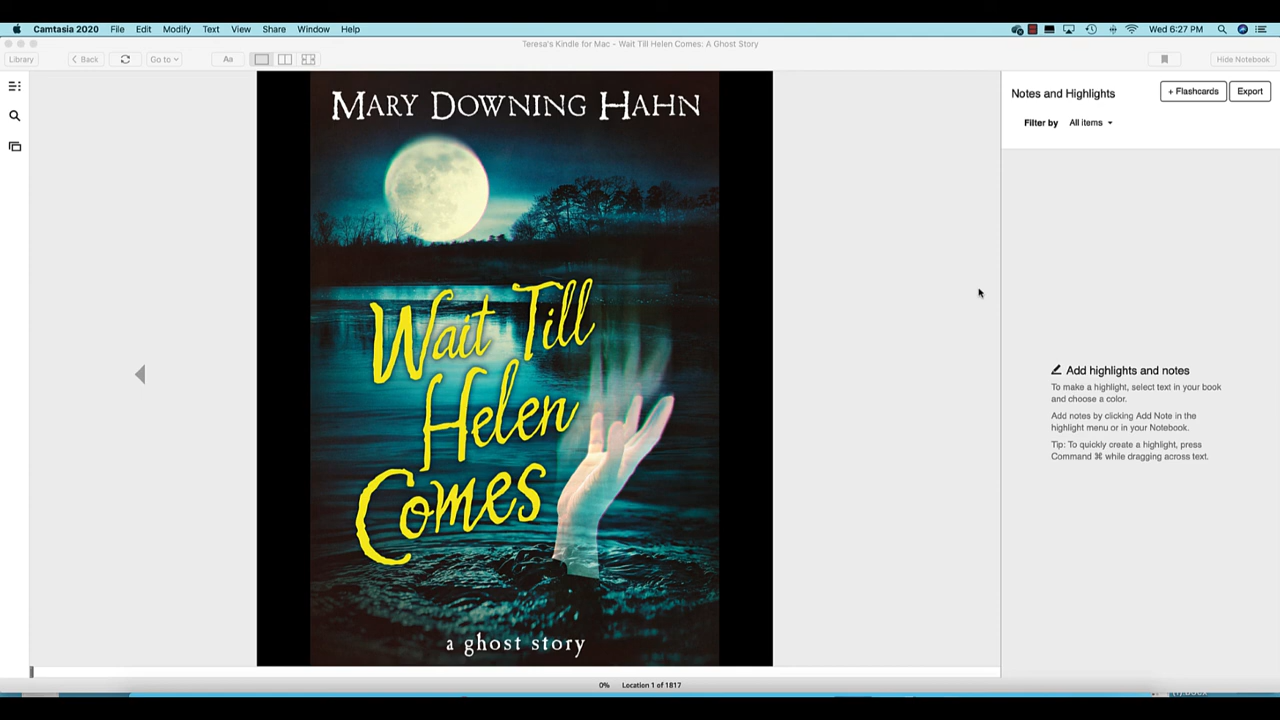 Camtasia 2020 File Edit Modify Text View Share Window Help Wed 6:27 PM
Teresa's Kindle for Mac - Wait Till Helen Comes: A Ghost Story
Library Back Go to Aa Hide Notebook
MARY DOWNING HAHN
Wait Till
Helen
Comes
a ghost story
Notes and Highlights + Flashcards Export
Filter by All items
Add highlights and notes
To make a highlight, select text in your book
and choose a color.
Add notes by clicking Add Note in the
highlight menu or in your Notebook.
Tip: To quickly create a highlight, press
Command ⌘ while dragging across text.
0% Location 1 of 1817